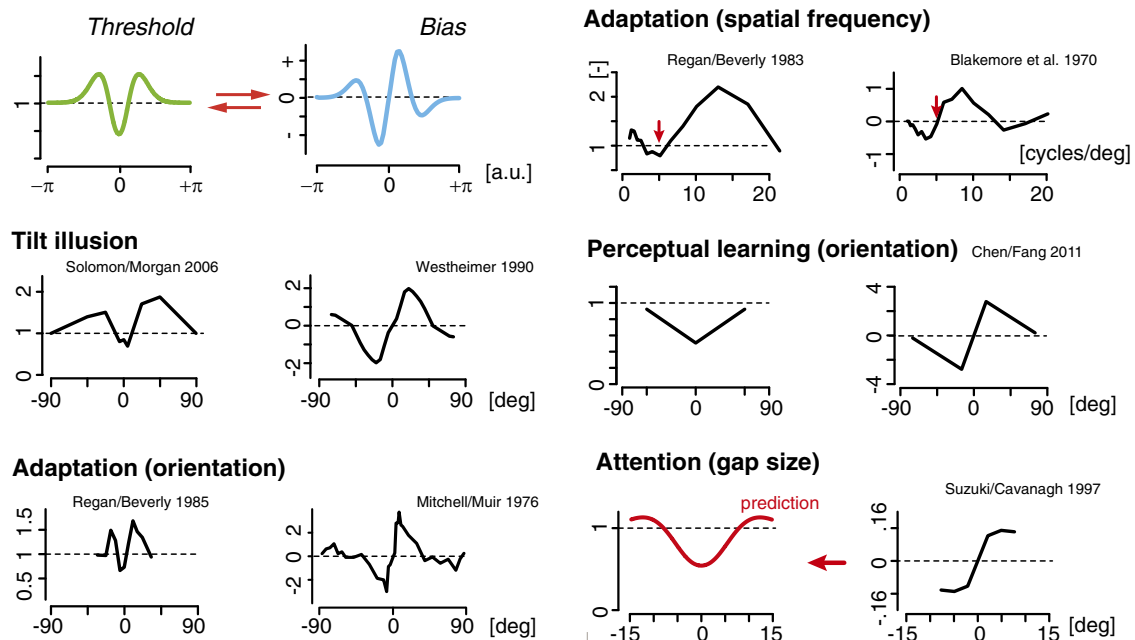 Threshold
Bias
1
+
0
-
−π 0 +π
−π 0 +π [a.u.]
Tilt illusion
Solomon/Morgan 2006
Westheimer 1990
2
1
0
-90 0 90
2
0
-2
-90 0 90 [deg]
Adaptation (orientation)
Regan/Beverly 1985
Mitchell/Muir 1976
1.5
1
0.5
-90 0 90
2
0
-2
-90 0 90 [deg]
Adaptation (spatial frequency)
Regan/Beverly 1983
Blakemore et al. 1970
[-]
2
1
0 5 10 15 20
1
0
-1
[cycles/deg]
0 5 10 20
Perceptual learning (orientation)
Chen/Fang 2011
1
0
-90 0 90
4
0
-4
-90 0 90 [deg]
Attention (gap size)
Suzuki/Cavanagh 1997
prediction
1
0
-15 0 15
.16
0
-.16
-15 0 15 [deg]